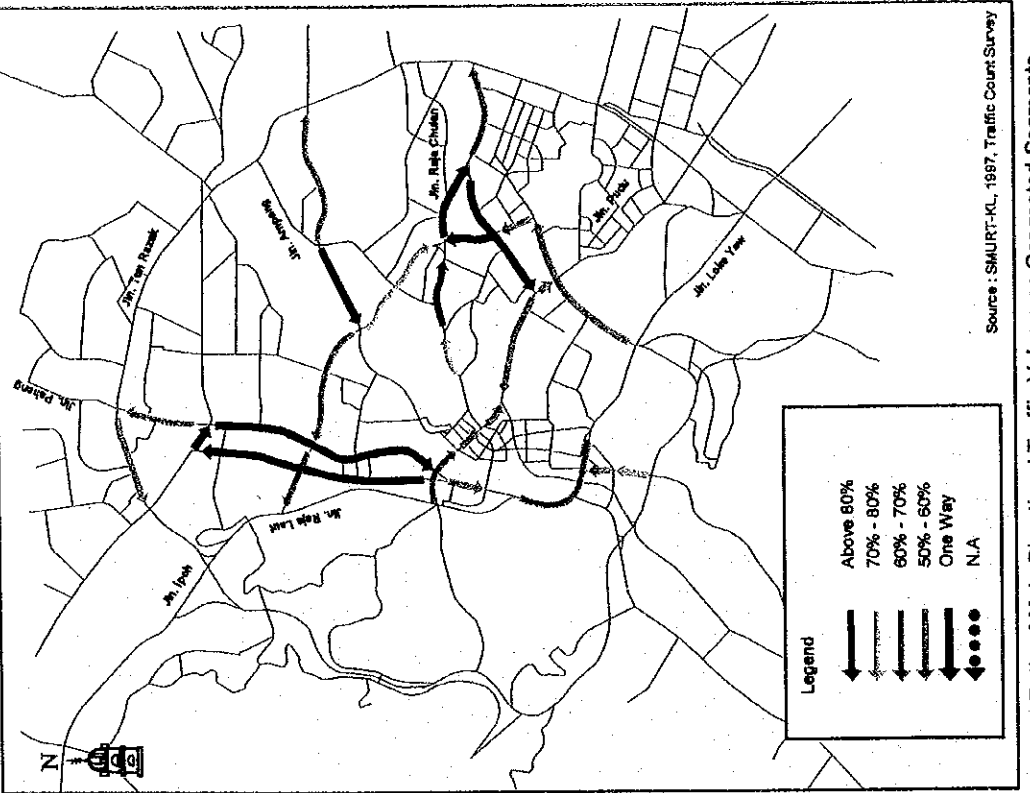 N
Jln. Pahang
Jln. Tun Razak
Jln. Ipoh
Jln. Raja Laut
Jln. Ampang
Jln. Raja Chulan
Jln. Pudu
Jln. Loke Yew
Legend
Above 80%
70% - 80%
60% - 70%
50% - 60%
One Way
N.A
Source : SMURT-KL, 1997, Traffic Count Survey